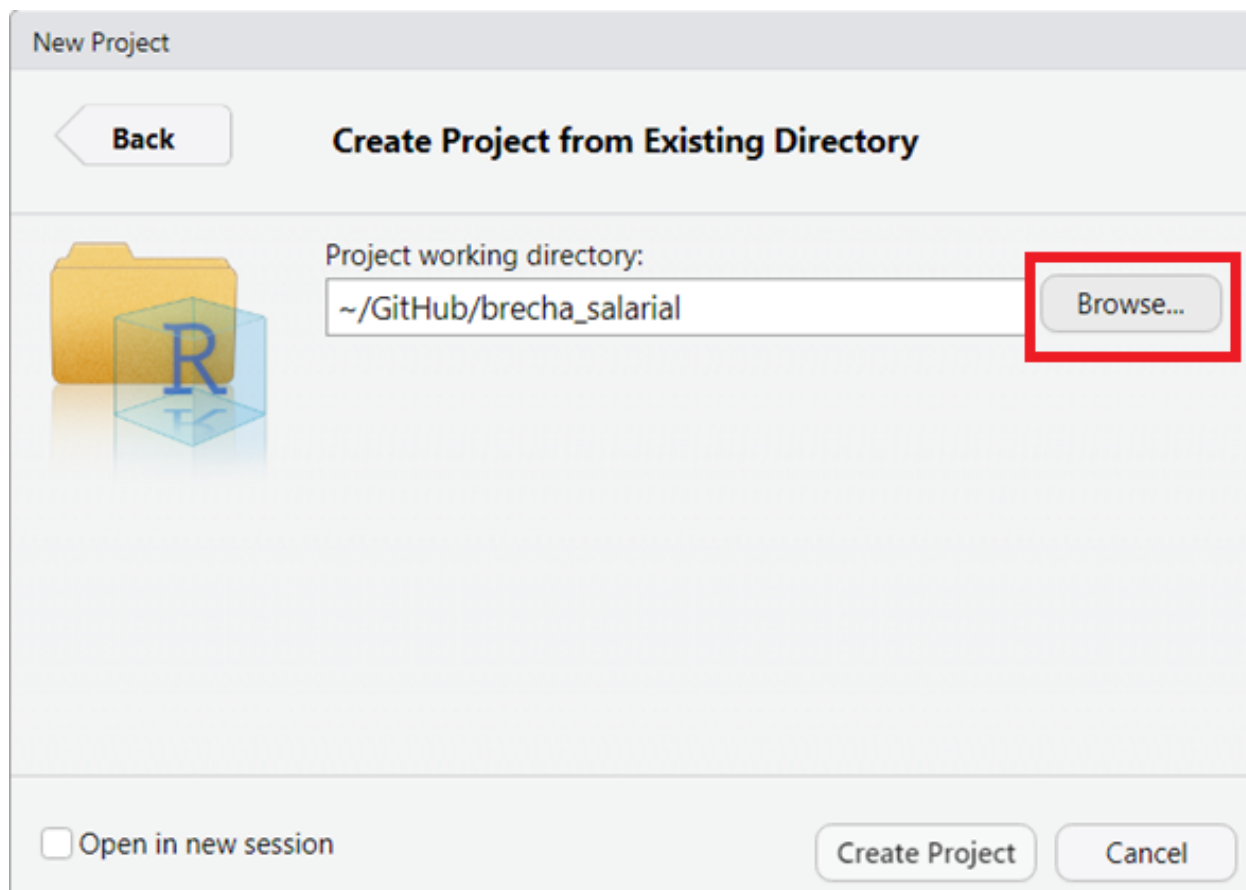 New Project
Back
Create Project from Existing Directory
Project working directory:
~/GitHub/brecha_salarial
Browse...
R
Open in new session
Create Project
Cancel